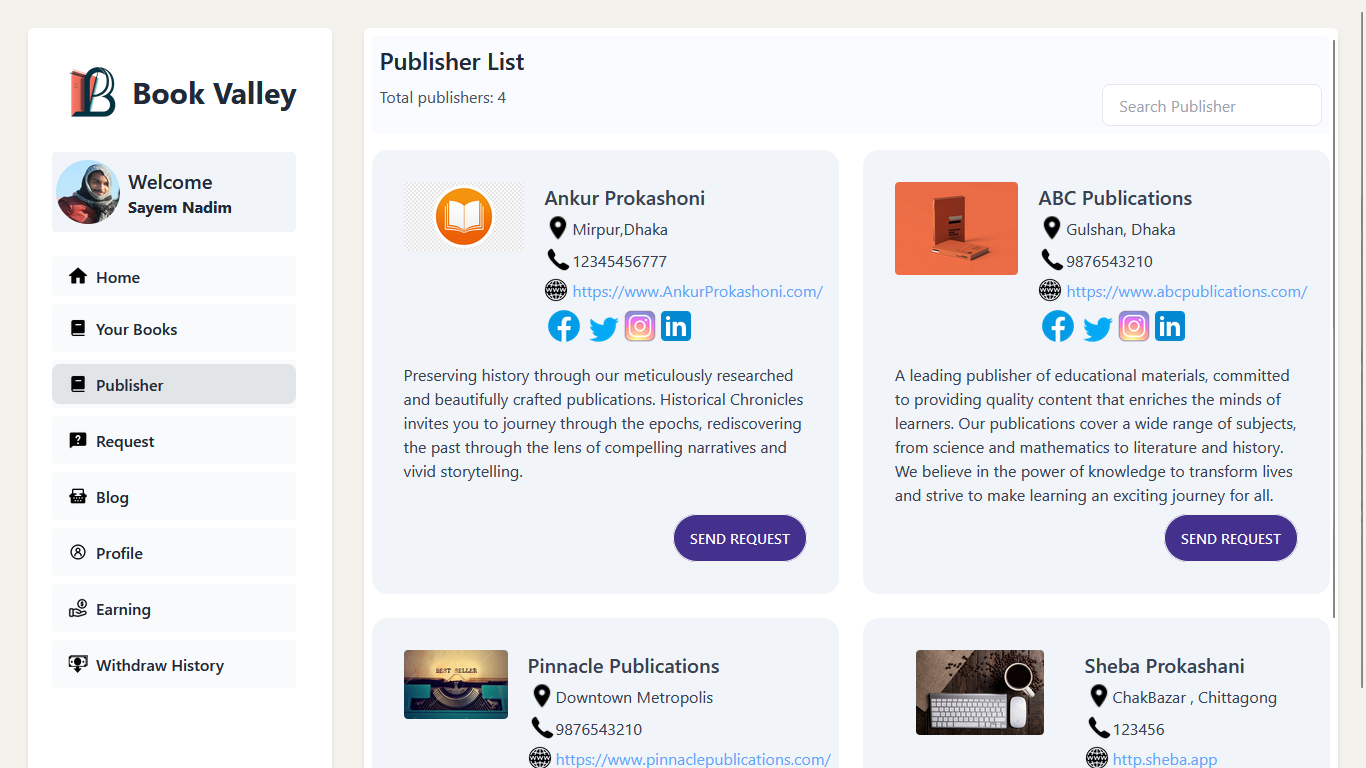 Book Valley
Welcome
Sayem Nadim
Home
Your Books
Publisher
Request
Blog
Profile
Earning
Withdraw History
Publisher List
Total publishers: 4
Search Publisher
Ankur Prokashoni
Mirpur,Dhaka
12345456777
https://www.AnkurProkashoni.com/
Preserving history through our meticulously researched
and beautifully crafted publications. Historical Chronicles
invites you to journey through the epochs, rediscovering
the past through the lens of compelling narratives and
vivid storytelling.
SEND REQUEST
ABC Publications
Gulshan, Dhaka
9876543210
https://www.abcpublications.com/
A leading publisher of educational materials, committed
to providing quality content that enriches the minds of
learners. Our publications cover a wide range of subjects,
from science and mathematics to literature and history.
We believe in the power of knowledge to transform lives
and strive to make learning an exciting journey for all.
SEND REQUEST
BEST SELLER
Pinnacle Publications
Downtown Metropolis
9876543210
https://www.pinnaclepublications.com/
Sheba Prokashani
ChakBazar , Chittagong
123456
http.sheba.app